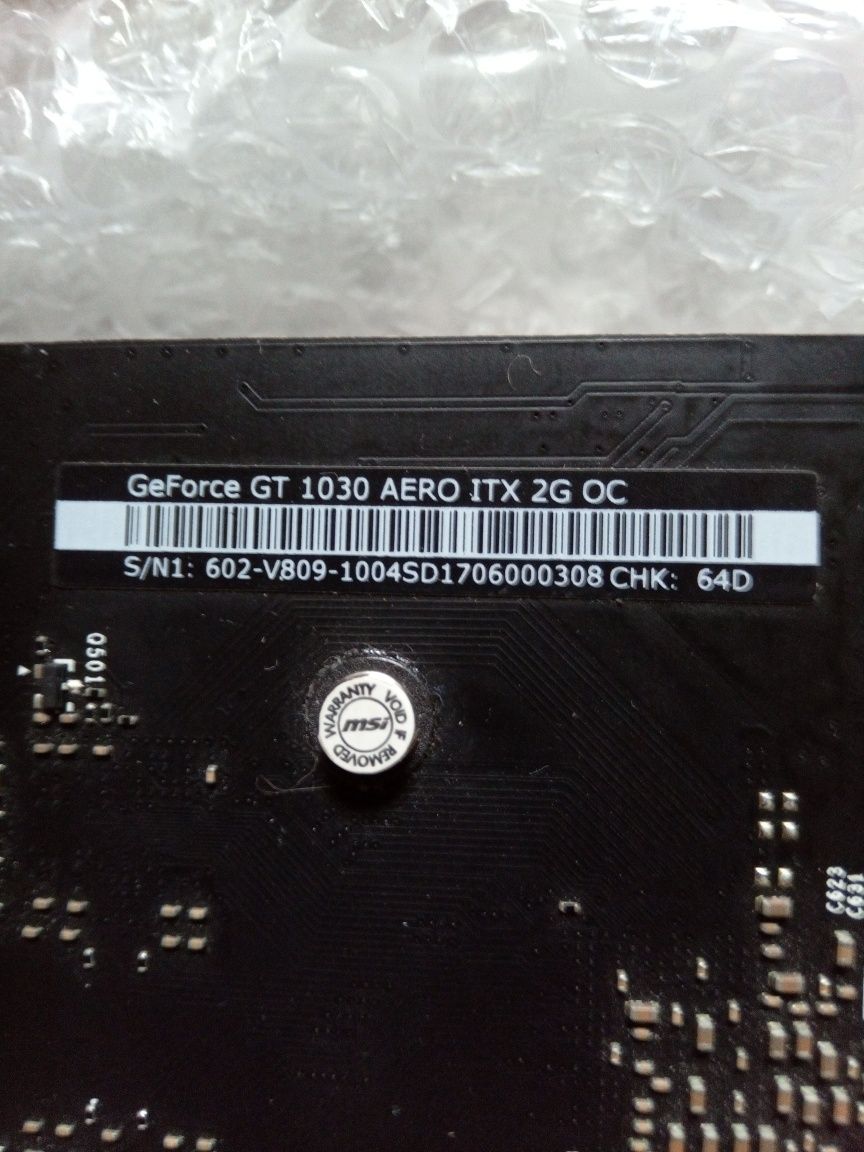 GeForce GT 1030 AERO ITX 2G OC
S/N1: 602-V809-1004SD1706000308 CHK: 64D
Q501
WARRANTY VOID IF REMOVED
msi
C623
C631